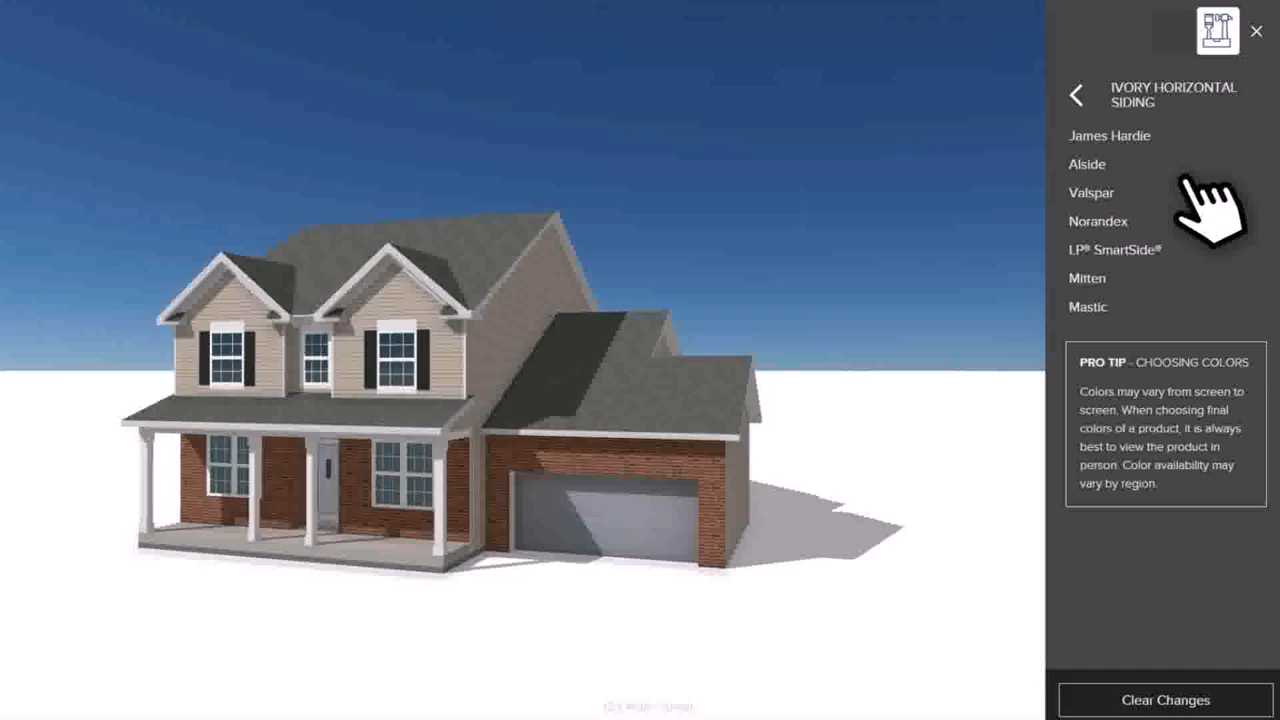 IVORY HORIZONTAL
SIDING
James Hardie
Alside
Valspar
Norandex
LP® SmartSide®
Mitten
Mastic
PRO TIP - CHOOSING COLORS
Colors may vary from screen to
screen. When choosing final
colors of a product, it is always
best to view the product in
person. Color availability may
vary by region.
Clear Changes